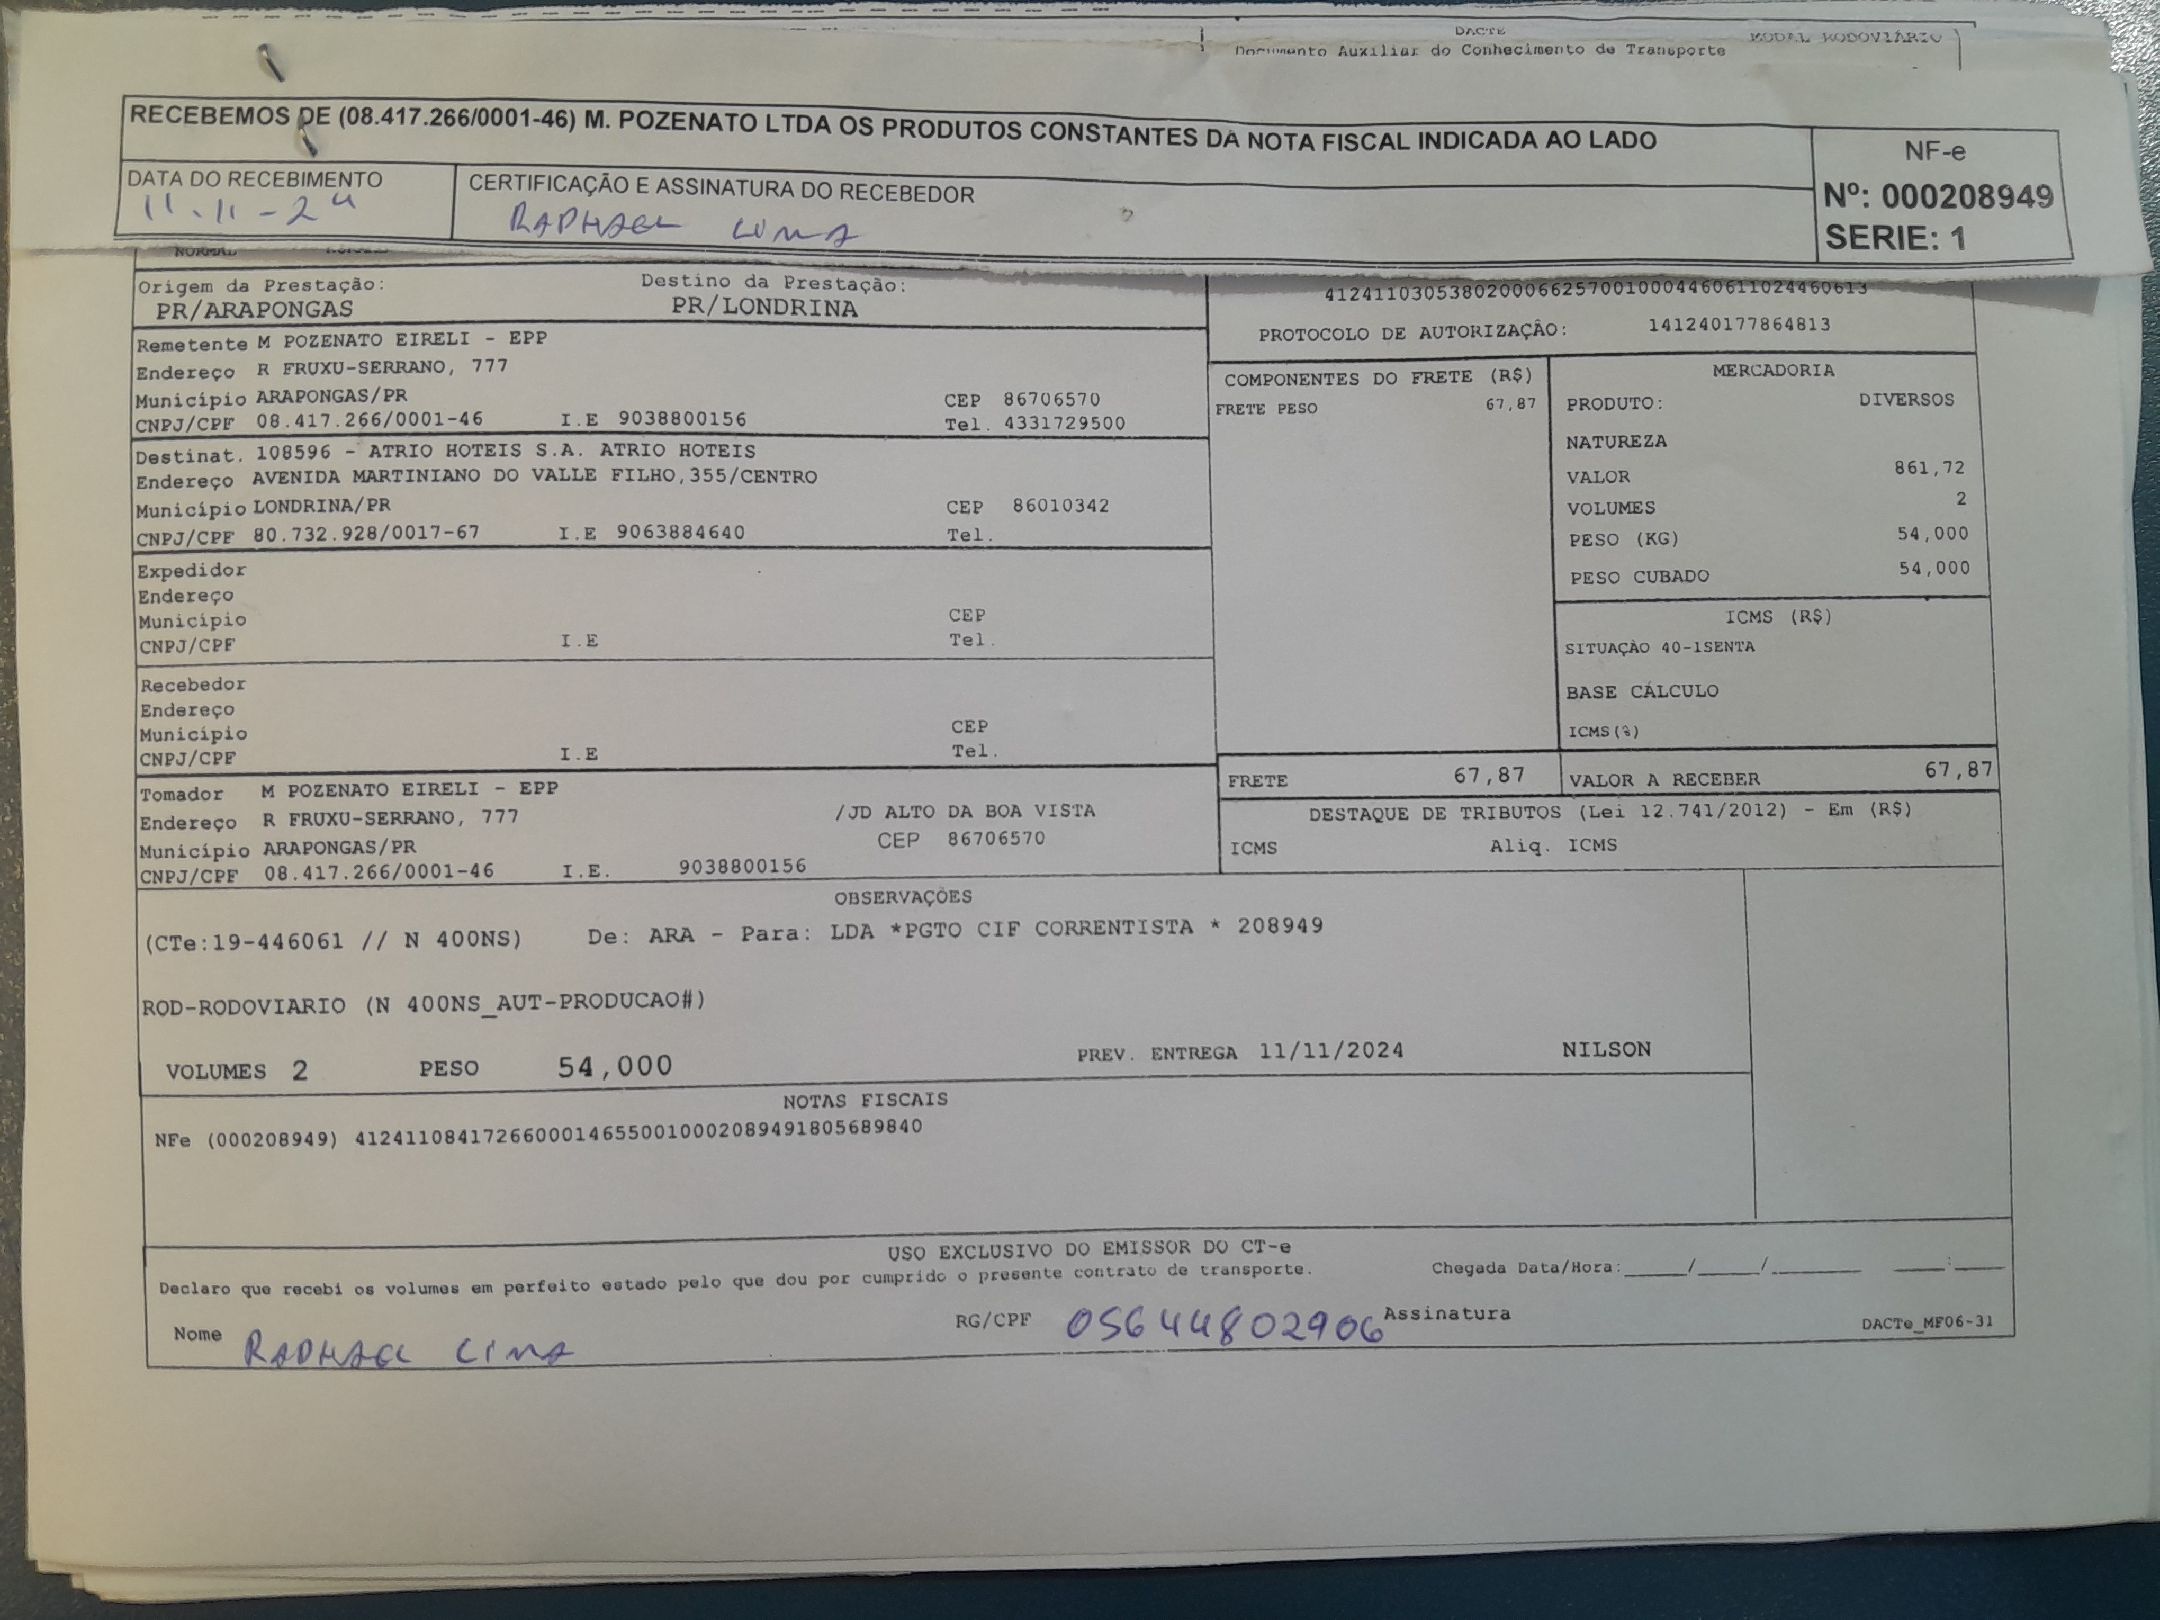 DACTE
MODAL RODOVIÁRIO
Documento Auxiliar do Conhecimento de Transporte
RECEBEMOS DE (08.417.266/0001-46) M. POZENATO LTDA OS PRODUTOS CONSTANTES DA NOTA FISCAL INDICADA AO LADO
NF-e
Nº: 000208949
SERIE: 1
DATA DO RECEBIMENTO
11-11-24
CERTIFICAÇÃO E ASSINATURA DO RECEBEDOR
RAPHAEL LIMA
NORMAL
Origem da Prestação: Destino da Prestação:
PR/ARAPONGAS PR/LONDRINA
41241103053802000662570010004460611024460613
PROTOCOLO DE AUTORIZAÇÃO: 141240177864813
Remetente M POZENATO EIRELI - EPP
Endereço R FRUXU-SERRANO, 777
Município ARAPONGAS/PR CEP 86706570
CNPJ/CPF 08.417.266/0001-46 I.E 9038800156 Tel. 4331729500
Destinat. 108596 - ATRIO HOTEIS S.A. ATRIO HOTEIS
Endereço AVENIDA MARTINIANO DO VALLE FILHO,355/CENTRO
Município LONDRINA/PR CEP 86010342
CNPJ/CPF 80.732.928/0017-67 I.E 9063884640 Tel.
Expedidor
Endereço
Município CEP
CNPJ/CPF I.E Tel.
Recebedor
Endereço
Município CEP
CNPJ/CPF I.E Tel.
Tomador M POZENATO EIRELI - EPP
Endereço R FRUXU-SERRANO, 777 /JD ALTO DA BOA VISTA
Município ARAPONGAS/PR CEP 86706570
CNPJ/CPF 08.417.266/0001-46 I.E. 9038800156
COMPONENTES DO FRETE (R$)
FRETE PESO 67,87
MERCADORIA
PRODUTO: DIVERSOS
NATUREZA
VALOR 861,72
VOLUMES 2
PESO (KG) 54,000
PESO CUBADO 54,000
ICMS (R$)
SITUAÇÃO 40-1SENTA
BASE CÁLCULO
ICMS(%)
FRETE 67,87 VALOR A RECEBER 67,87
DESTAQUE DE TRIBUTOS (Lei 12.741/2012) - Em (R$)
ICMS Aliq. ICMS
OBSERVAÇÕES
(CTe:19-446061 // N 400NS) De: ARA - Para: LDA *PGTO CIF CORRENTISTA * 208949
ROD-RODOVIARIO (N 400NS_AUT-PRODUCAO#)
VOLUMES 2 PESO 54,000 PREV. ENTREGA 11/11/2024 NILSON
NOTAS FISCAIS
NFe (000208949) 41241108417266000146550010002089491805689840
USO EXCLUSIVO DO EMISSOR DO CT-e
Declaro que recebi os volumes em perfeito estado pelo que dou por cumprido o presente contrato de transporte. Chegada Data/Hora:_____/_____/________ _____:_____
Nome RAPHAEL LIMA RG/CPF 05644802906 Assinatura
DACTe_MF06-31